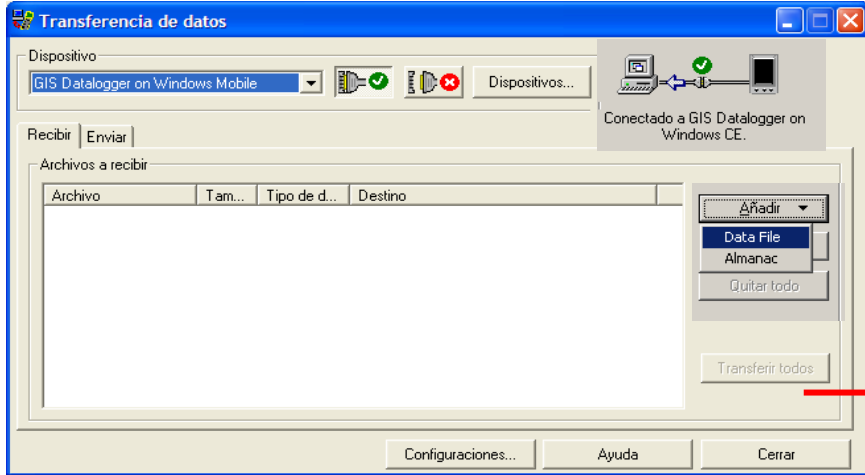 Transferencia de datos
Dispositivo
GIS Datalogger on Windows Mobile
Dispositivos...
Conectado a GIS Datalogger on
Windows CE.
Recibir
Enviar
Archivos a recibir
Archivo Tam... Tipo de d... Destino
Añadir
Data File
Almanac
Quitar todo
Transferir todos
Configuraciones... Ayuda Cerrar